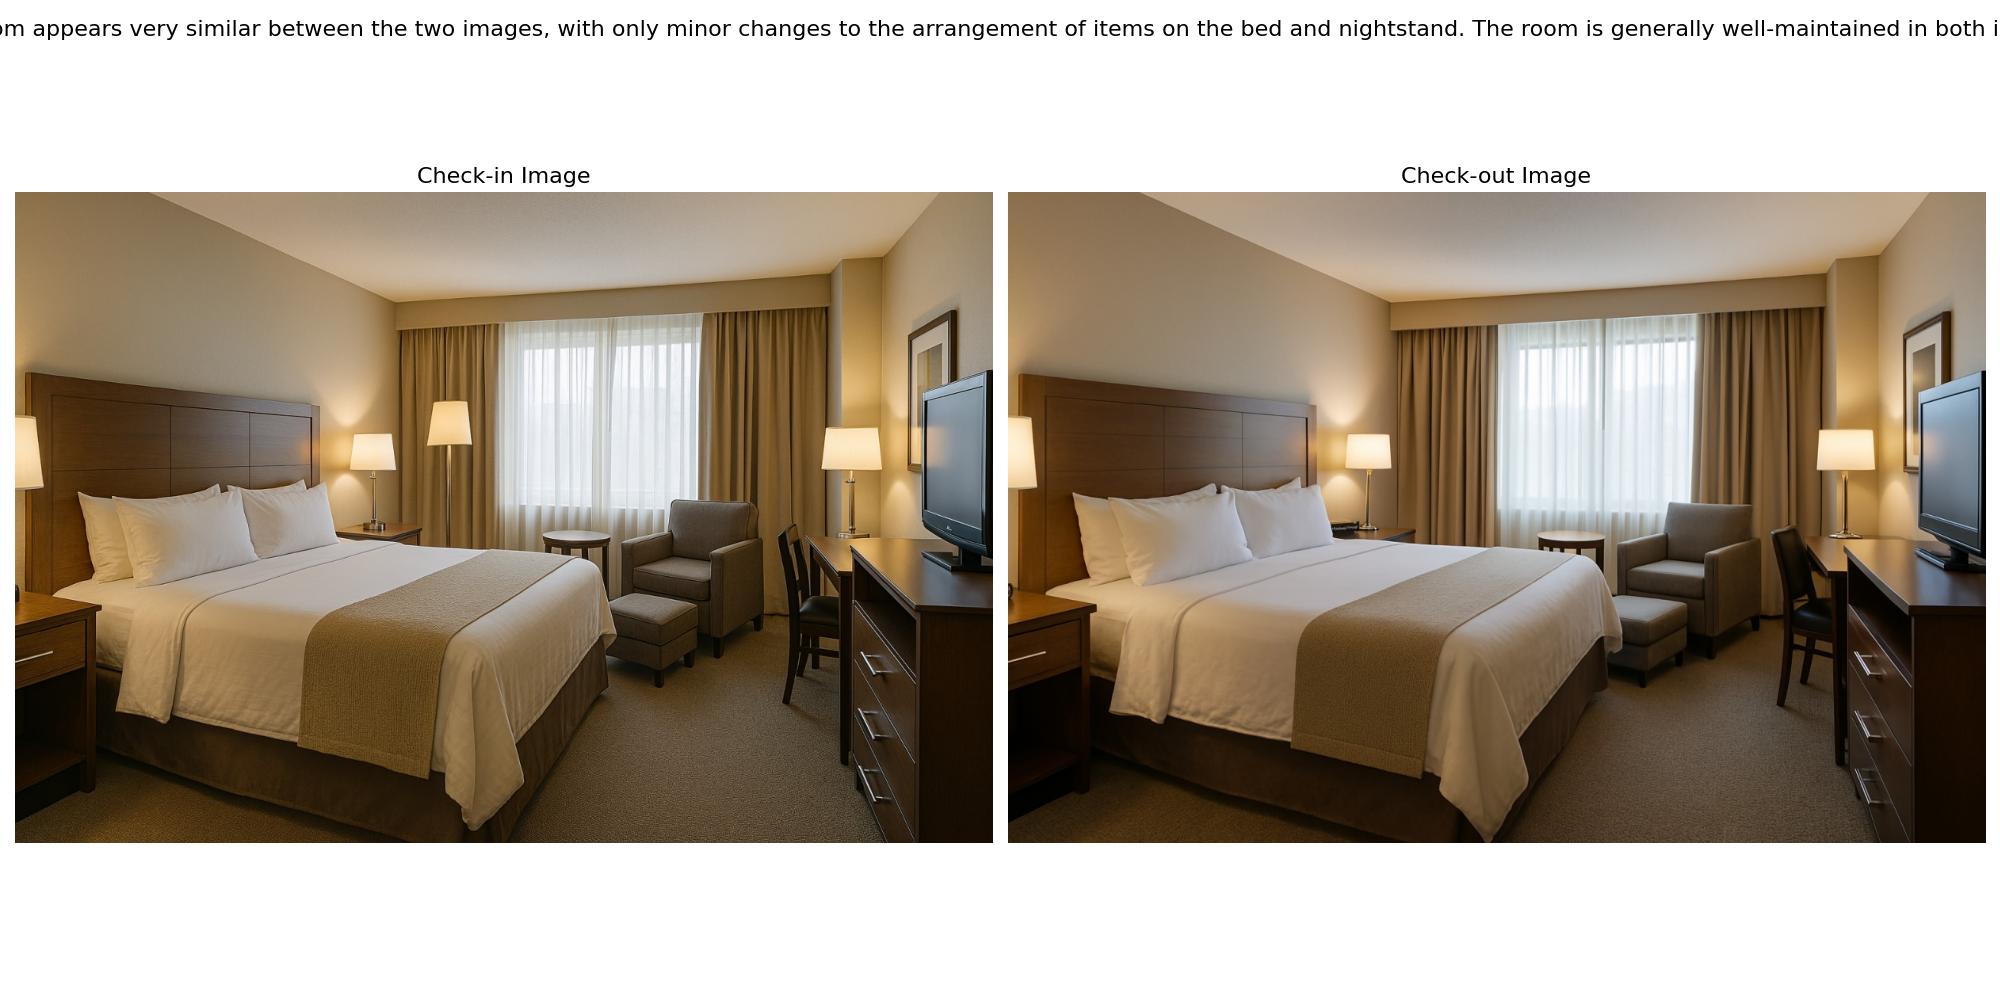 om appears very similar between the two images, with only minor changes to the arrangement of items on the bed and nightstand. The room is generally well-maintained in both i
Check-in Image
Check-out Image